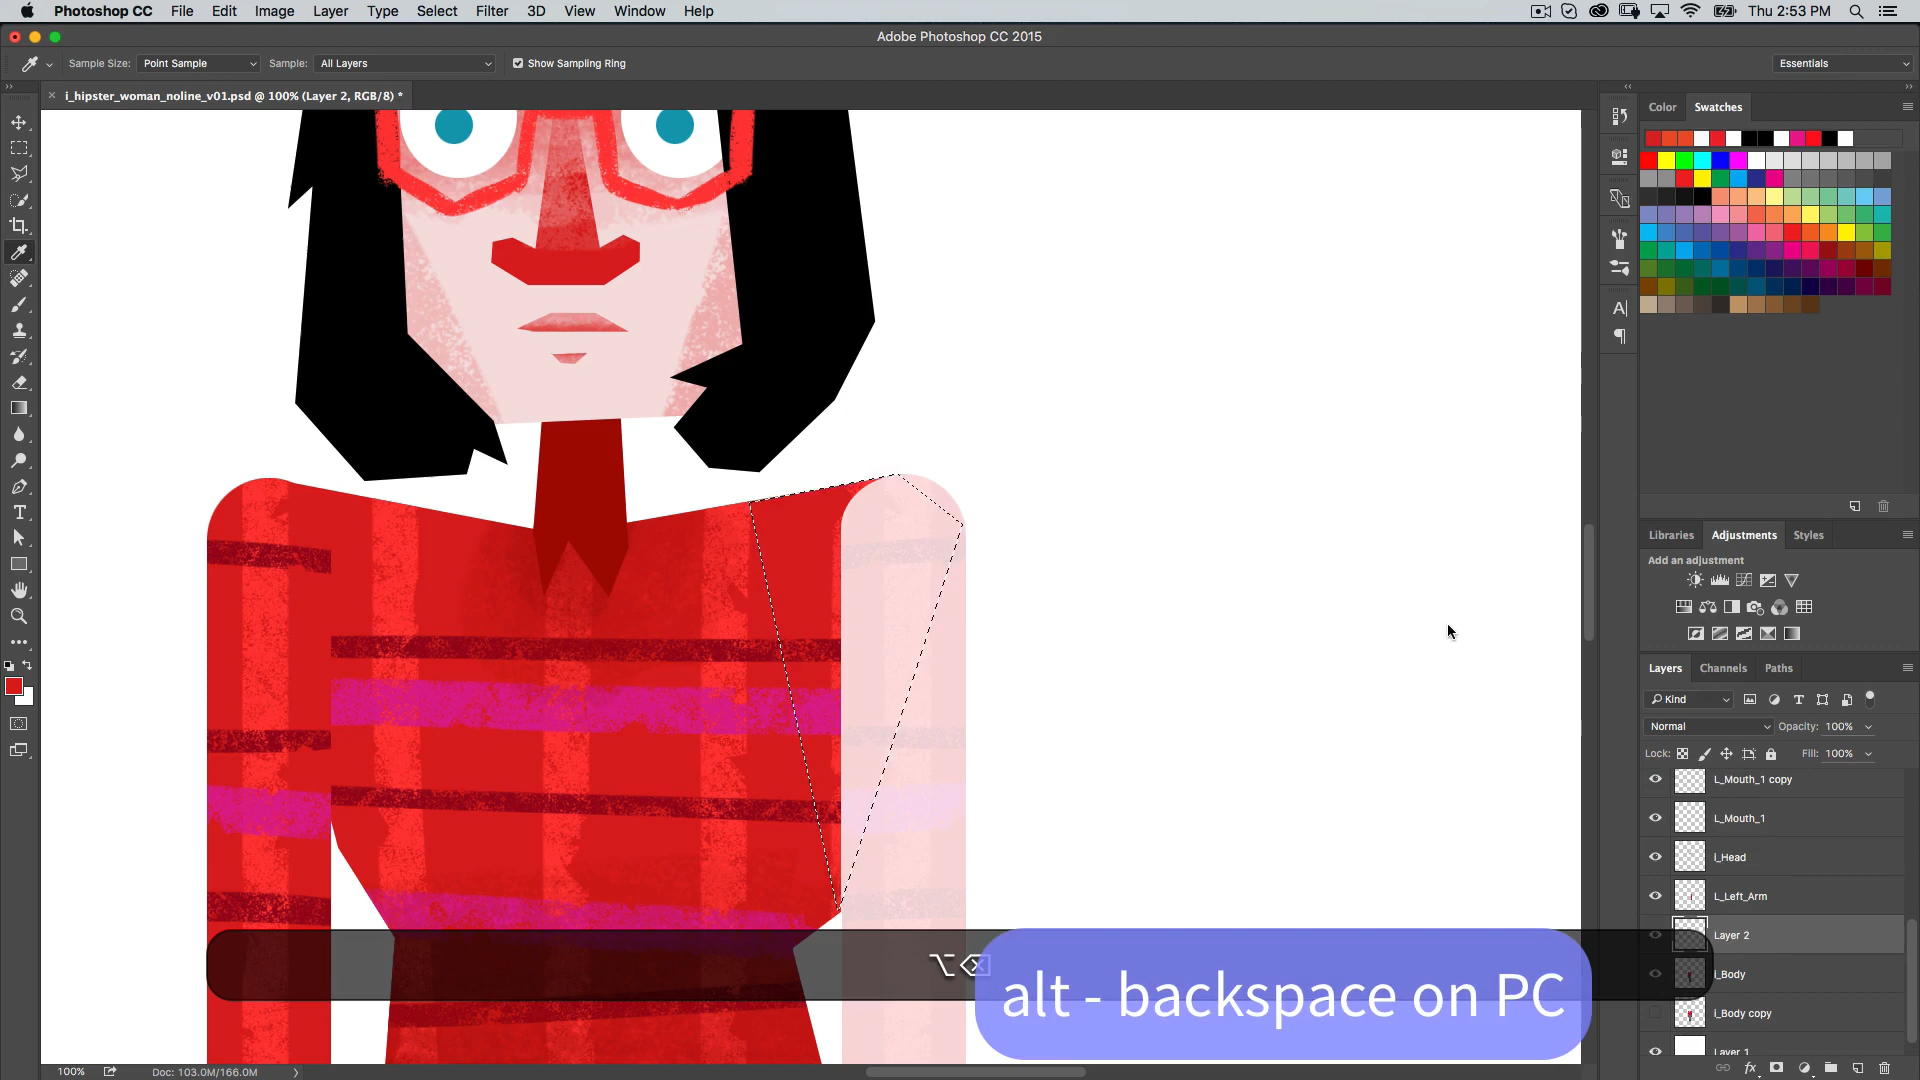 Photoshop CC File Edit Image Layer Type Select Filter 3D View Window Help Thu 2:53 PM
Adobe Photoshop CC 2015
Sample Size: Point Sample Sample: All Layers Show Sampling Ring Essentials
i_hipster_woman_noline_v01.psd @ 100% (Layer 2, RGB/8) *
Color Swatches
Libraries Adjustments Styles
Add an adjustment
Layers Channels Paths
Kind
Normal Opacity: 100%
Lock: Fill: 100%
L_Mouth_1 copy
L_Mouth_1
i_Head
L_Left_Arm
Layer 2
i_Body
i_Body copy
Layer 1
⌥⌫
alt - backspace on PC
100% Doc: 103.0M/166.0M